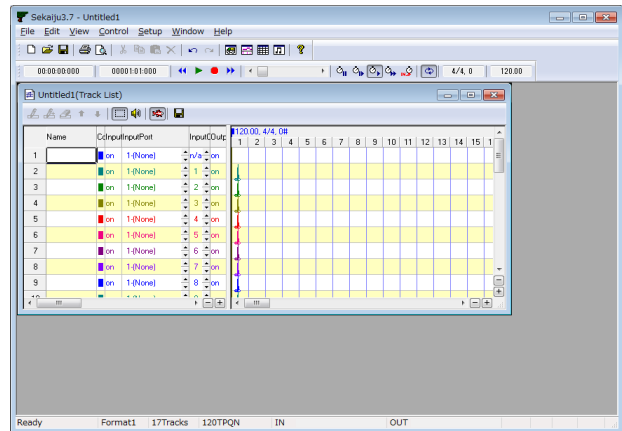 Sekaiju3.7 - Untitled1
File Edit View Control Setup Window Help
00:00:00:000 00001:01:000 4/4, 0 120.00
Untitled1(Track List)
120.00, 4/4, 0#
Name Input InputPort
1 2 3 4 5 6 7 8 9 10 11 12 13 14 15 1
1 on 1-(None) n/a on
2 on 1-(None) 1 on
3 on 1-(None) 2 on
4 on 1-(None) 3 on
5 on 1-(None) 4 on
6 on 1-(None) 5 on
7 on 1-(None) 6 on
8 on 1-(None) 7 on
9 on 1-(None) 8 on
Ready Format1 17Tracks 120TPQN IN OUT